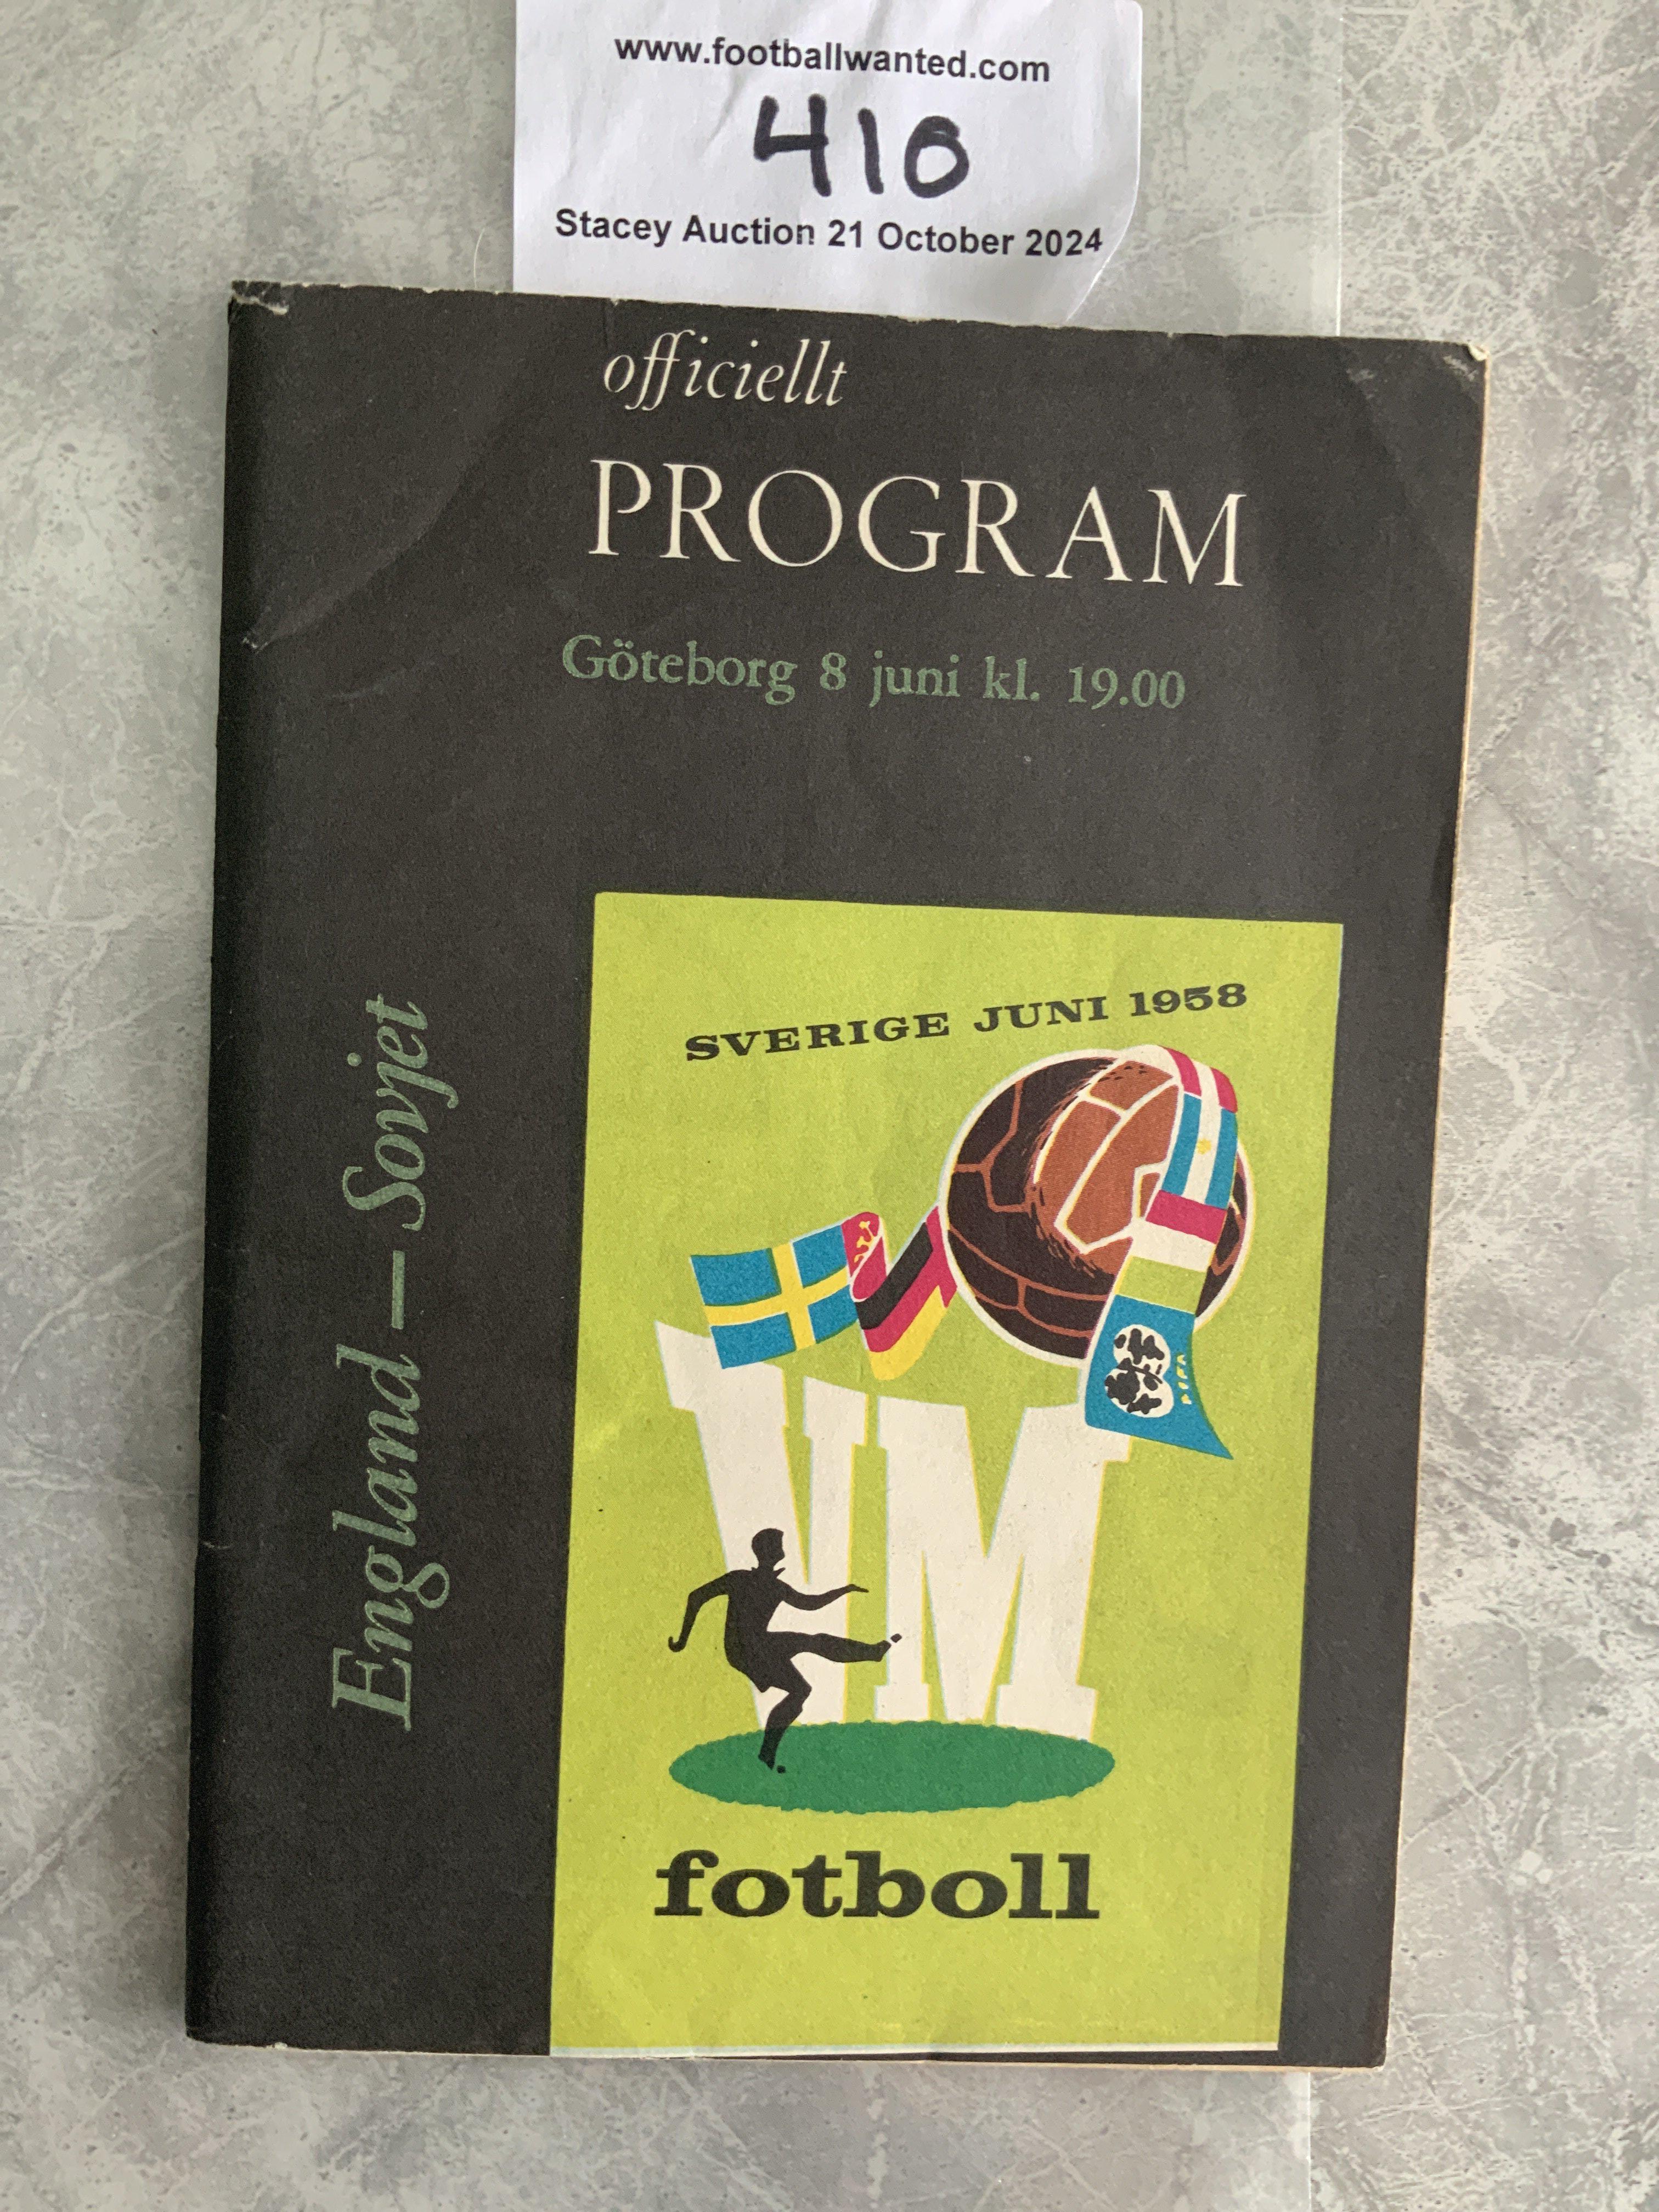 www.footballwanted.com
410
Stacey Auction 21 October 2024
officiellt
PROGRAM
Göteborg 8 juni kl. 19.00
England – Sovjet
SVERIGE JUNI 1958
FIFA
VM
fotboll